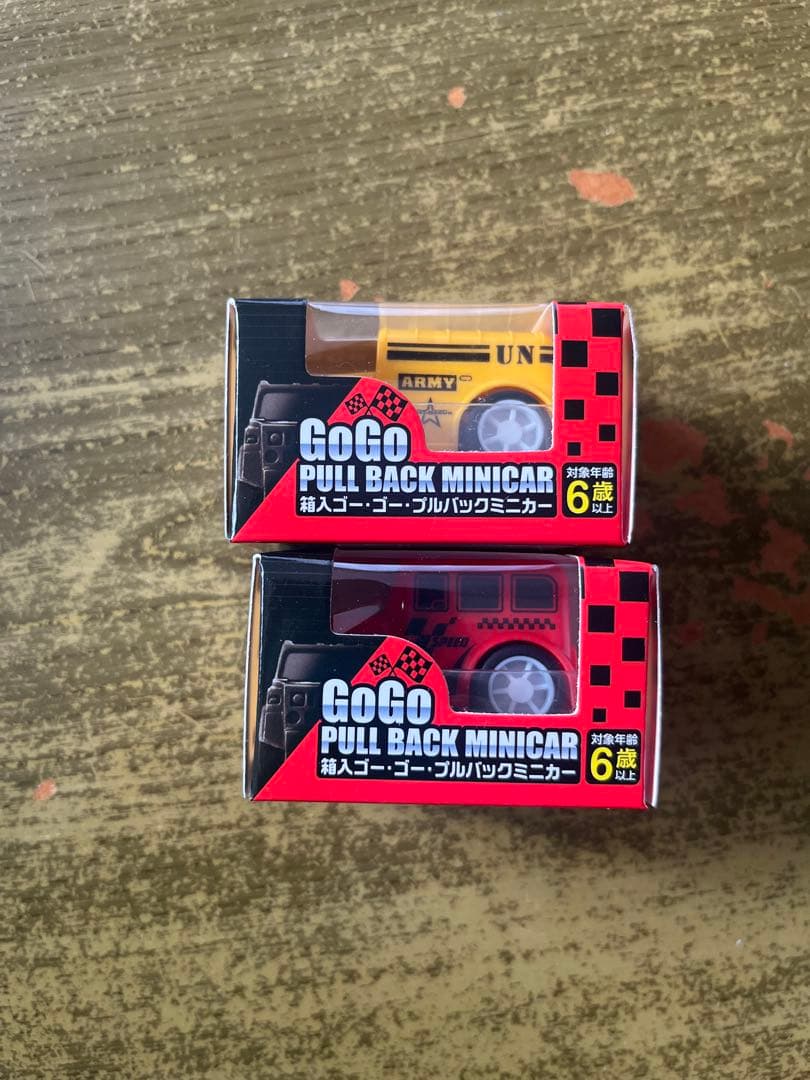 UN
ARMY
GoGo
PULL BACK MINICAR
箱入ゴー・ゴー・プルバックミニカー
対象年齢
6歳
以上
SPEED
GoGo
PULL BACK MINICAR
箱入ゴー・ゴー・プルバックミニカー
対象年齢
6歳
以上